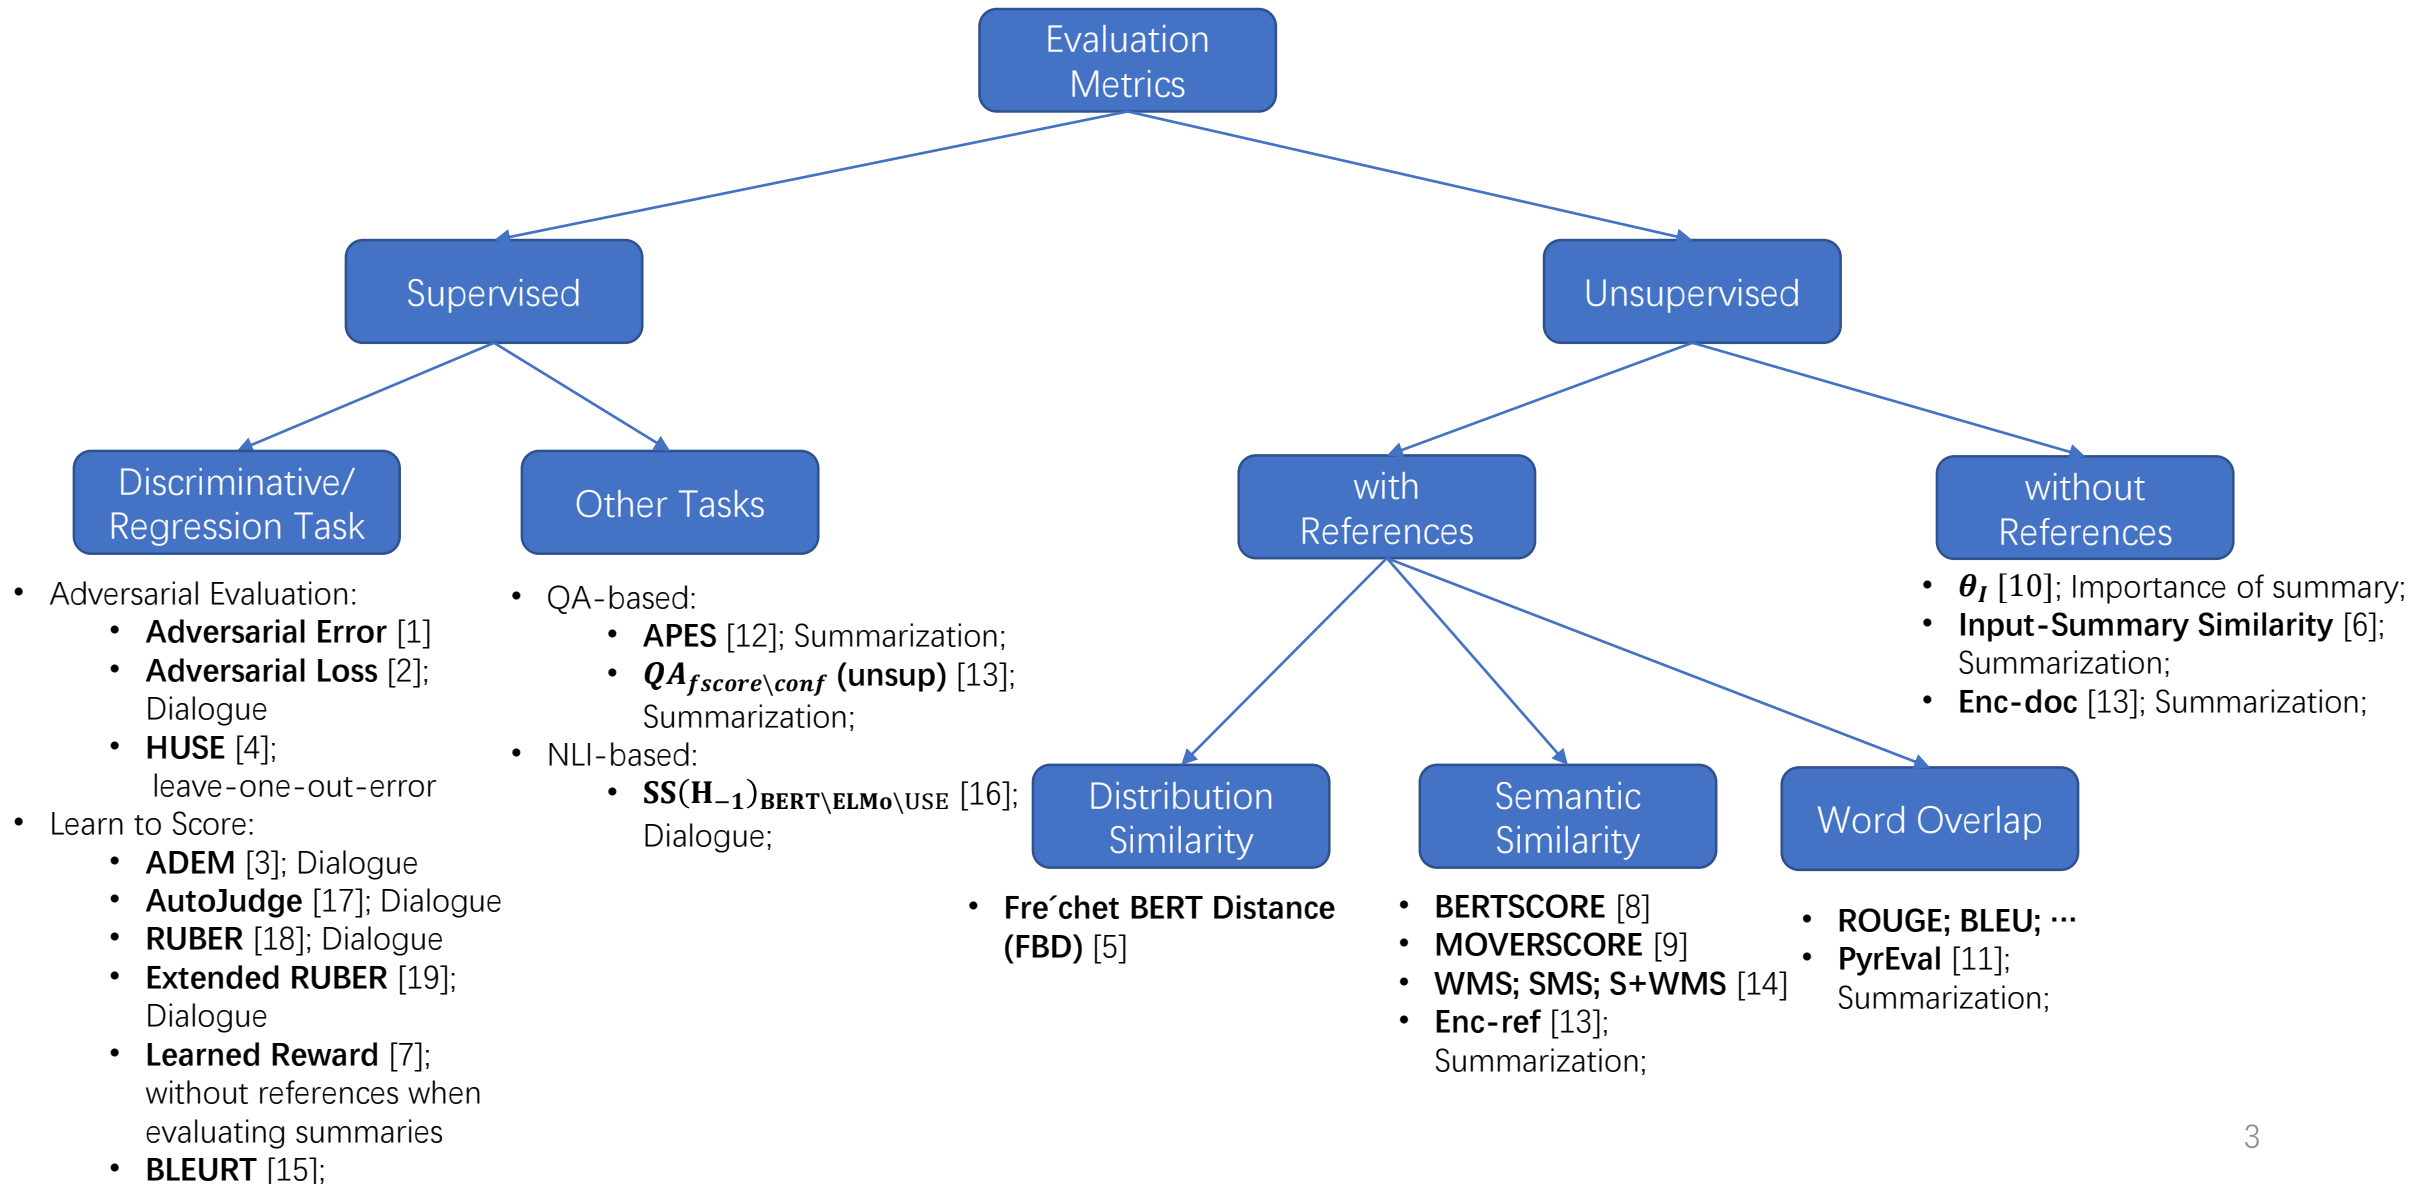 Evaluation
Metrics
Supervised
Unsupervised
Discriminative/
Regression Task
Other Tasks
with
References
without
References
• Adversarial Evaluation:
• Adversarial Error [1]
• Adversarial Loss [2];
Dialogue
• HUSE [4];
leave-one-out-error
• Learn to Score:
• ADEM [3]; Dialogue
• AutoJudge [17]; Dialogue
• RUBER [18]; Dialogue
• Extended RUBER [19];
Dialogue
• Learned Reward [7];
without references when
evaluating summaries
• BLEURT [15];
• QA-based:
• APES [12]; Summarization;
• QA_fscore\conf (unsup) [13];
Summarization;
• NLI-based:
• SS(H_−1)_BERT\ELMo\USE [16];
Dialogue;
• θ_I [10]; Importance of summary;
• Input-Summary Similarity [6];
Summarization;
• Enc-doc [13]; Summarization;
Distribution
Similarity
Semantic
Similarity
Word Overlap
• Fre´chet BERT Distance
(FBD) [5]
• BERTSCORE [8]
• MOVERSCORE [9]
• WMS; SMS; S+WMS [14]
• Enc-ref [13];
Summarization;
• ROUGE; BLEU; ⋯
• PyrEval [11];
Summarization;
3